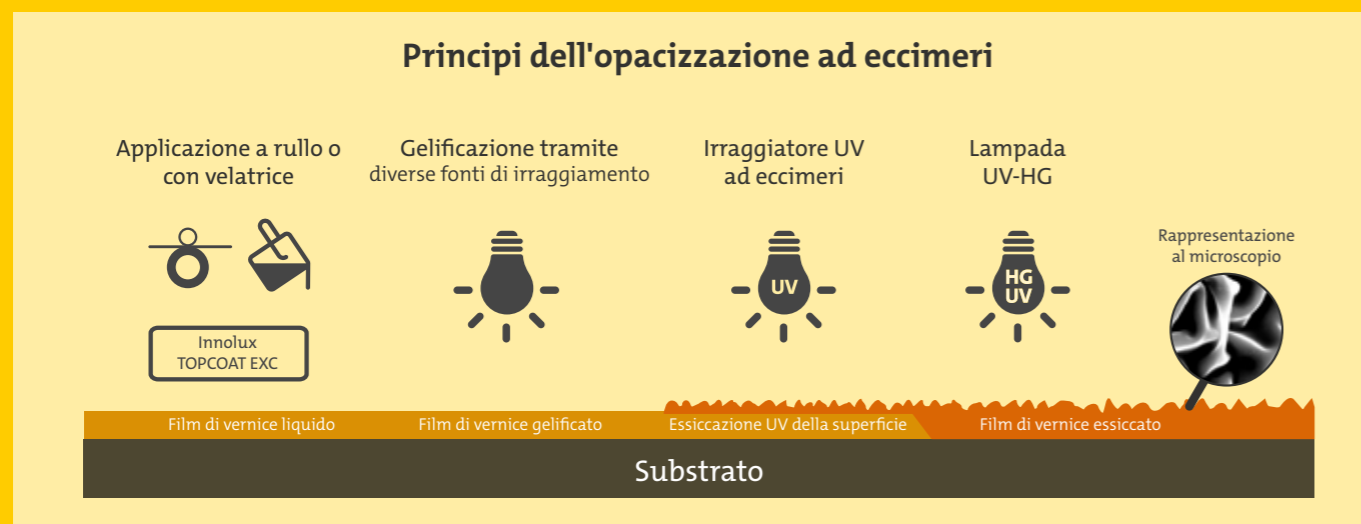 Principi dell'opacizzazione ad eccimeri
Applicazione a rullo o
con velatrice
Gelificazione tramite
diverse fonti di irraggiamento
Irraggiatore UV
ad eccimeri
Lampada
UV-HG
Rappresentazione
al microscopio
UV
HG
UV
Innolux
TOPCOAT EXC
Film di vernice liquido
Film di vernice gelificato
Essiccazione UV della superficie
Film di vernice essiccato
Substrato